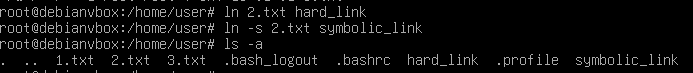 root@debianvbox:/home/user# ln 2.txt hard_link
root@debianvbox:/home/user# ln -s 2.txt symbolic_link
root@debianvbox:/home/user# ls -a
.  ..  1.txt  2.txt  3.txt  .bash_logout  .bashrc  hard_link  .profile  symbolic_link